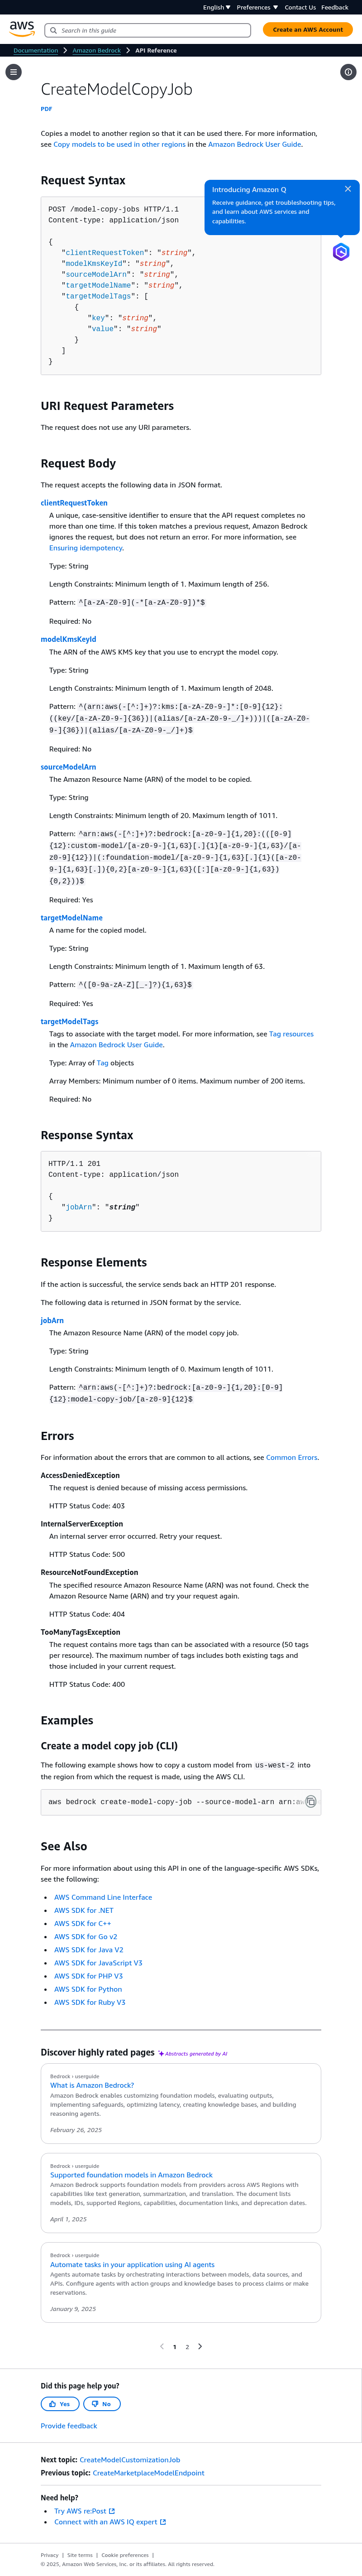 English
Preferences
Contact Us
Feedback
aws
Search in this guide
Create an AWS Account
Documentation
Amazon Bedrock
API Reference
CreateModelCopyJob
PDF
Copies a model to another region so that it can be used there. For more information,
see Copy models to be used in other regions in the Amazon Bedrock User Guide.
Introducing Amazon Q
Receive guidance, get troubleshooting tips,
and learn about AWS services and
capabilities.
Request Syntax
POST /model-copy-jobs HTTP/1.1
Content-type: application/json
{
"clientRequestToken": "string",
"modelKmsKeyId": "string",
"sourceModelArn": "string",
"targetModelName": "string",
"targetModelTags": [
{
"key": "string",
"value": "string"
}
]
}
URI Request Parameters
The request does not use any URI parameters.
Request Body
The request accepts the following data in JSON format.
clientRequestToken
A unique, case-sensitive identifier to ensure that the API request completes no
more than one time. If this token matches a previous request, Amazon Bedrock
ignores the request, but does not return an error. For more information, see
Ensuring idempotency.
Type: String
Length Constraints: Minimum length of 1. Maximum length of 256.
Pattern: ^[a-zA-Z0-9](-*[a-zA-Z0-9])*$
Required: No
modelKmsKeyId
The ARN of the AWS KMS key that you use to encrypt the model copy.
Type: String
Length Constraints: Minimum length of 1. Maximum length of 2048.
Pattern: ^(arn:aws(-[^:]+)?:kms:[a-zA-Z0-9-]*:[0-9]{12}:
((key/[a-zA-Z0-9-]{36})|(alias/[a-zA-Z0-9-_/]+)))|([a-zA-Z0-
9-]{36})|(alias/[a-zA-Z0-9-_/]+)$
Required: No
sourceModelArn
The Amazon Resource Name (ARN) of the model to be copied.
Type: String
Length Constraints: Minimum length of 20. Maximum length of 1011.
Pattern: ^arn:aws(-[^:]+)?:bedrock:[a-z0-9-]{1,20}:(([0-9]
{12}:custom-model/[a-z0-9-]{1,63}[.]{1}[a-z0-9-]{1,63}/[a-
z0-9]{12})|(:foundation-model/[a-z0-9-]{1,63}[.]{1}([a-z0-
9-]{1,63}[.]){0,2}[a-z0-9-]{1,63}([:][a-z0-9-]{1,63})
{0,2}))$
Required: Yes
targetModelName
A name for the copied model.
Type: String
Length Constraints: Minimum length of 1. Maximum length of 63.
Pattern: ^([0-9a-zA-Z][_-]?){1,63}$
Required: Yes
targetModelTags
Tags to associate with the target model. For more information, see Tag resources
in the Amazon Bedrock User Guide.
Type: Array of Tag objects
Array Members: Minimum number of 0 items. Maximum number of 200 items.
Required: No
Response Syntax
HTTP/1.1 201
Content-type: application/json
{
"jobArn": "string"
}
Response Elements
If the action is successful, the service sends back an HTTP 201 response.
The following data is returned in JSON format by the service.
jobArn
The Amazon Resource Name (ARN) of the model copy job.
Type: String
Length Constraints: Minimum length of 0. Maximum length of 1011.
Pattern: ^arn:aws(-[^:]+)?:bedrock:[a-z0-9-]{1,20}:[0-9]
{12}:model-copy-job/[a-z0-9]{12}$
Errors
For information about the errors that are common to all actions, see Common Errors.
AccessDeniedException
The request is denied because of missing access permissions.
HTTP Status Code: 403
InternalServerException
An internal server error occurred. Retry your request.
HTTP Status Code: 500
ResourceNotFoundException
The specified resource Amazon Resource Name (ARN) was not found. Check the
Amazon Resource Name (ARN) and try your request again.
HTTP Status Code: 404
TooManyTagsException
The request contains more tags than can be associated with a resource (50 tags
per resource). The maximum number of tags includes both existing tags and
those included in your current request.
HTTP Status Code: 400
Examples
Create a model copy job (CLI)
The following example shows how to copy a custom model from us-west-2 into
the region from which the request is made, using the AWS CLI.
aws bedrock create-model-copy-job --source-model-arn arn:aw
See Also
For more information about using this API in one of the language-specific AWS SDKs,
see the following:
AWS Command Line Interface
AWS SDK for .NET
AWS SDK for C++
AWS SDK for Go v2
AWS SDK for Java V2
AWS SDK for JavaScript V3
AWS SDK for PHP V3
AWS SDK for Python
AWS SDK for Ruby V3
Discover highly rated pages Abstracts generated by AI
Bedrock › userguide
What is Amazon Bedrock?
Amazon Bedrock enables customizing foundation models, evaluating outputs,
implementing safeguards, optimizing latency, creating knowledge bases, and building
reasoning agents.
February 26, 2025
Bedrock › userguide
Supported foundation models in Amazon Bedrock
Amazon Bedrock supports foundation models from providers across AWS Regions with
capabilities like text generation, summarization, and translation. The document lists
models, IDs, supported Regions, capabilities, documentation links, and deprecation dates.
April 1, 2025
Bedrock › userguide
Automate tasks in your application using AI agents
Agents automate tasks by orchestrating interactions between models, data sources, and
APIs. Configure agents with action groups and knowledge bases to process claims or make
reservations.
January 9, 2025
1 2
Did this page help you?
Yes
No
Provide feedback
Next topic: CreateModelCustomizationJob
Previous topic: CreateMarketplaceModelEndpoint
Need help?
Try AWS re:Post
Connect with an AWS IQ expert
Privacy | Site terms | Cookie preferences |
© 2025, Amazon Web Services, Inc. or its affiliates. All rights reserved.